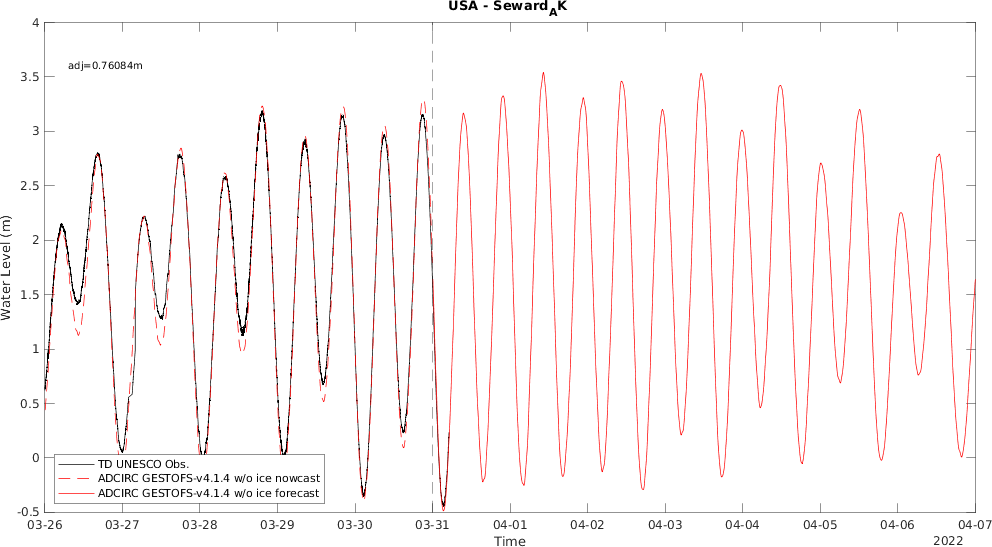 USA - Seward_AK
adj=0.76084m
4
3.5
3
2.5
2
1.5
1
0.5
0
-0.5
Water Level (m)
TD UNESCO Obs.
ADCIRC GESTOFS-v4.1.4 w/o ice nowcast
ADCIRC GESTOFS-v4.1.4 w/o ice forecast
03-26 03-27 03-28 03-29 03-30 03-31 04-01 04-02 04-03 04-04 04-05 04-06 04-07
Time
2022